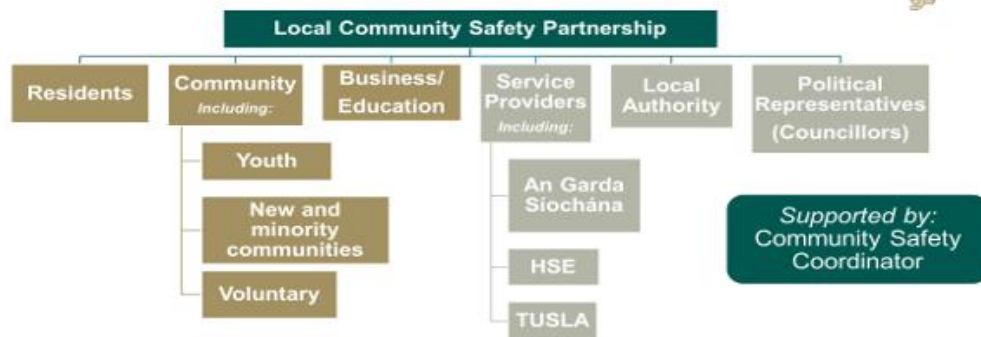 Local Community Safety Partnership
Residents
Community
Including:
Business/
Education
Service
Providers
Including:
Local
Authority
Political
Representatives
(Councillors)
Youth
New and
minority
communities
Voluntary
An Garda
Síochána
HSE
TUSLA
Supported by:
Community Safety
Coordinator